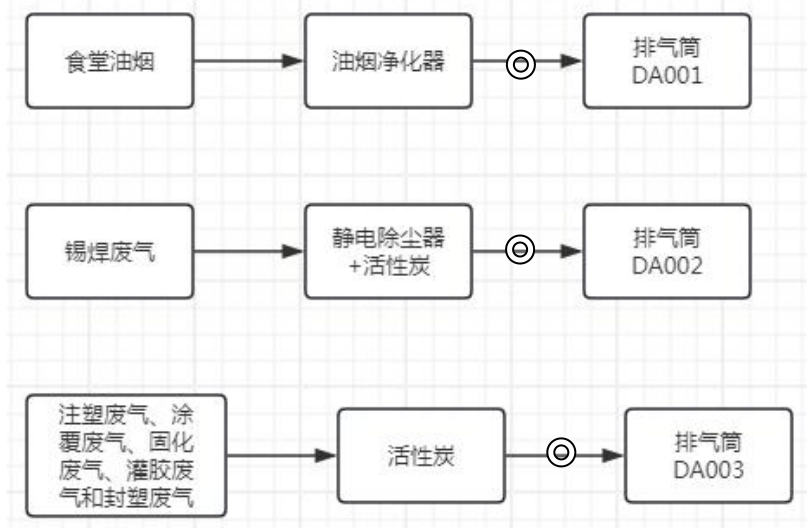 食堂油烟
油烟净化器
排气筒
DA001
锡焊废气
静电除尘器
+活性炭
排气筒
DA002
注塑废气、涂
覆废气、固化
废气、灌胶废
气和封塑废气
活性炭
排气筒
DA003